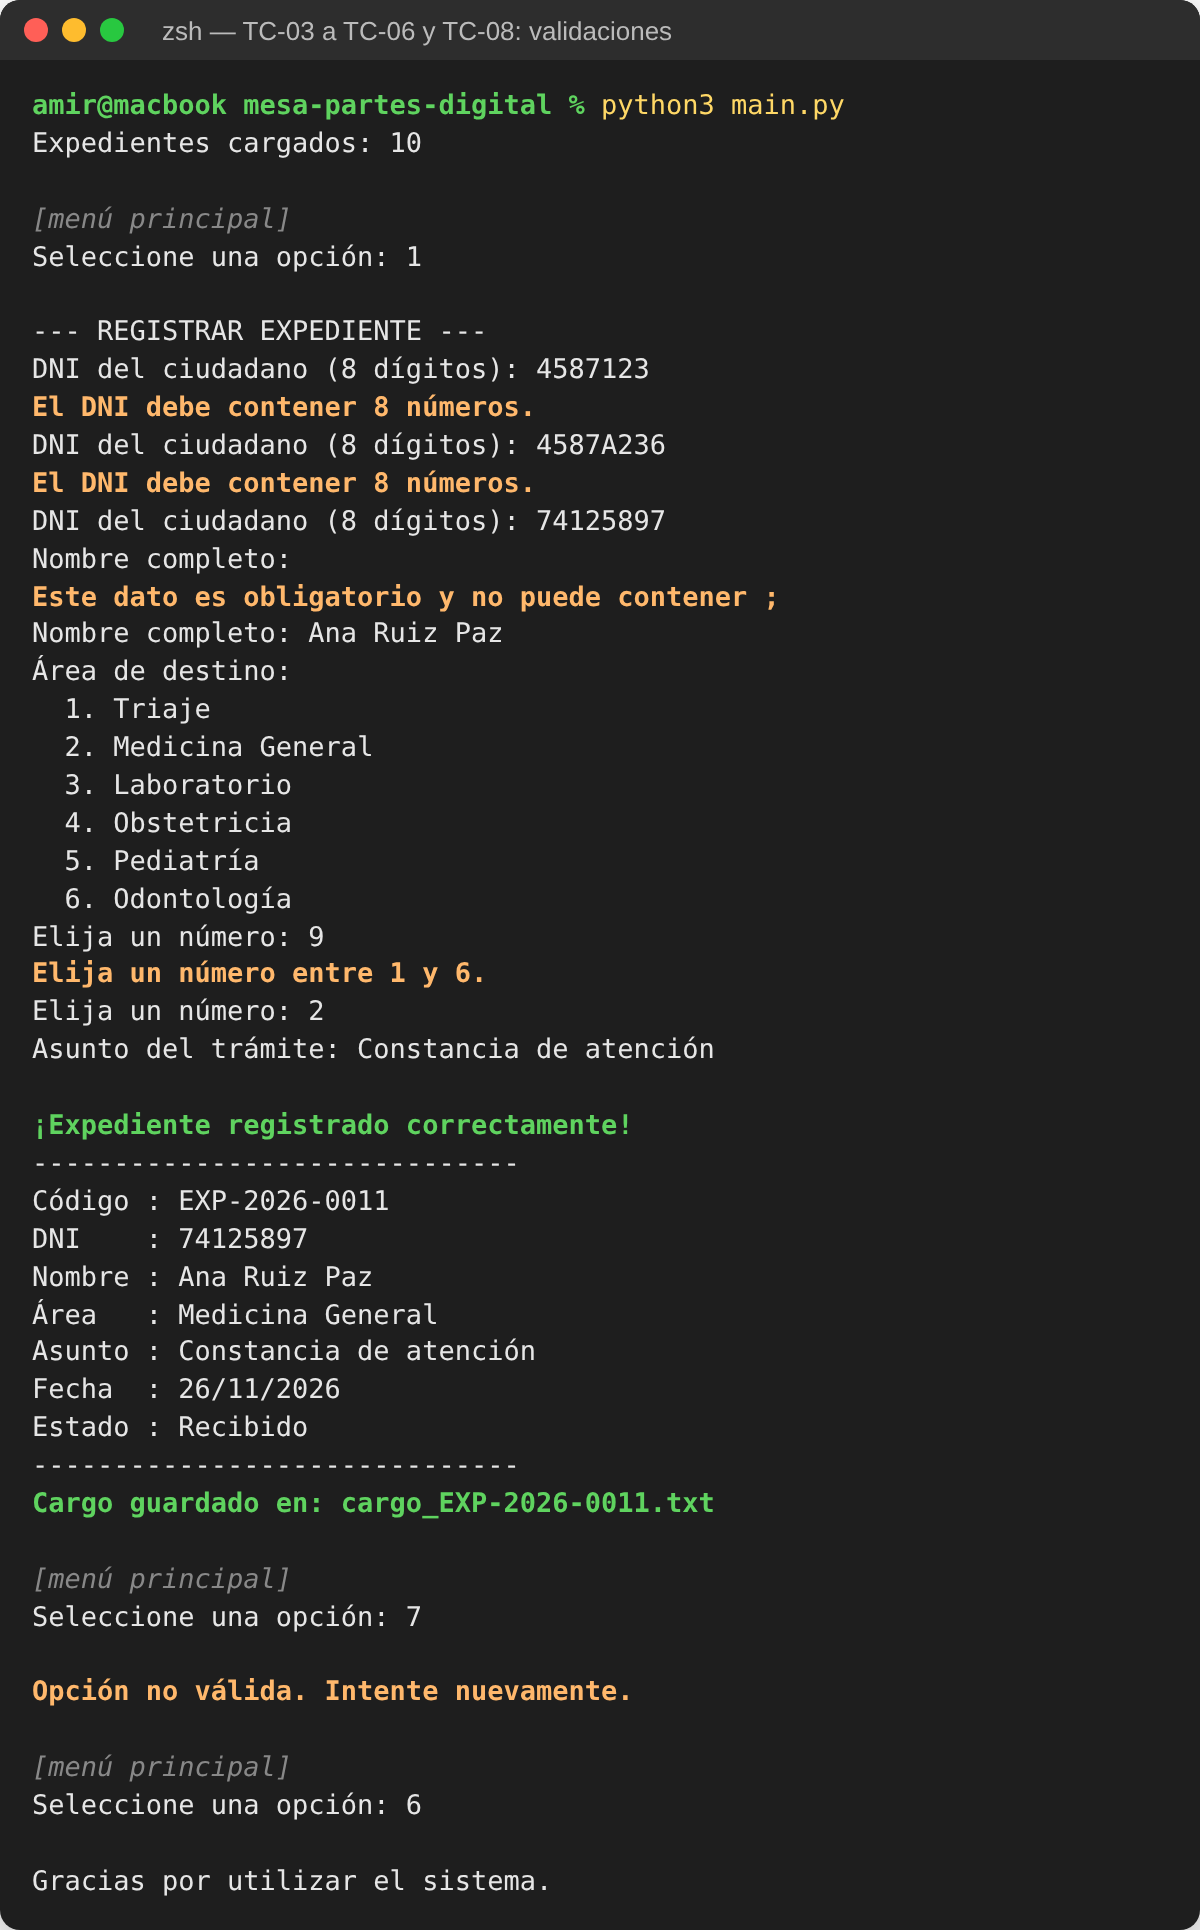 zsh — TC-03 a TC-06 y TC-08: validaciones
amir@macbook mesa-partes-digital % python3 main.py
Expedientes cargados: 10
[menú principal]
Seleccione una opción: 1
--- REGISTRAR EXPEDIENTE ---
DNI del ciudadano (8 dígitos): 4587123
El DNI debe contener 8 números.
DNI del ciudadano (8 dígitos): 4587A236
El DNI debe contener 8 números.
DNI del ciudadano (8 dígitos): 74125897
Nombre completo:
Este dato es obligatorio y no puede contener ;
Nombre completo: Ana Ruiz Paz
Área de destino:
  1. Triaje
  2. Medicina General
  3. Laboratorio
  4. Obstetricia
  5. Pediatría
  6. Odontología
Elija un número: 9
Elija un número entre 1 y 6.
Elija un número: 2
Asunto del trámite: Constancia de atención
¡Expediente registrado correctamente!
------------------------------
Código : EXP-2026-0011
DNI    : 74125897
Nombre : Ana Ruiz Paz
Área   : Medicina General
Asunto : Constancia de atención
Fecha  : 26/11/2026
Estado : Recibido
------------------------------
Cargo guardado en: cargo_EXP-2026-0011.txt
[menú principal]
Seleccione una opción: 7
Opción no válida. Intente nuevamente.
[menú principal]
Seleccione una opción: 6
Gracias por utilizar el sistema.